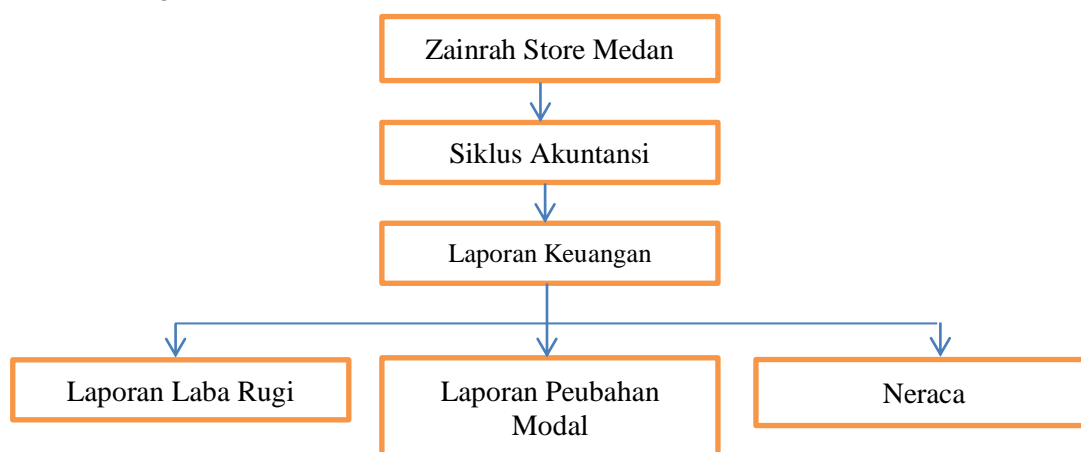 Zainrah Store Medan
Siklus Akuntansi
Laporan Keuangan
Laporan Laba Rugi
Laporan Peubahan
Modal
Neraca